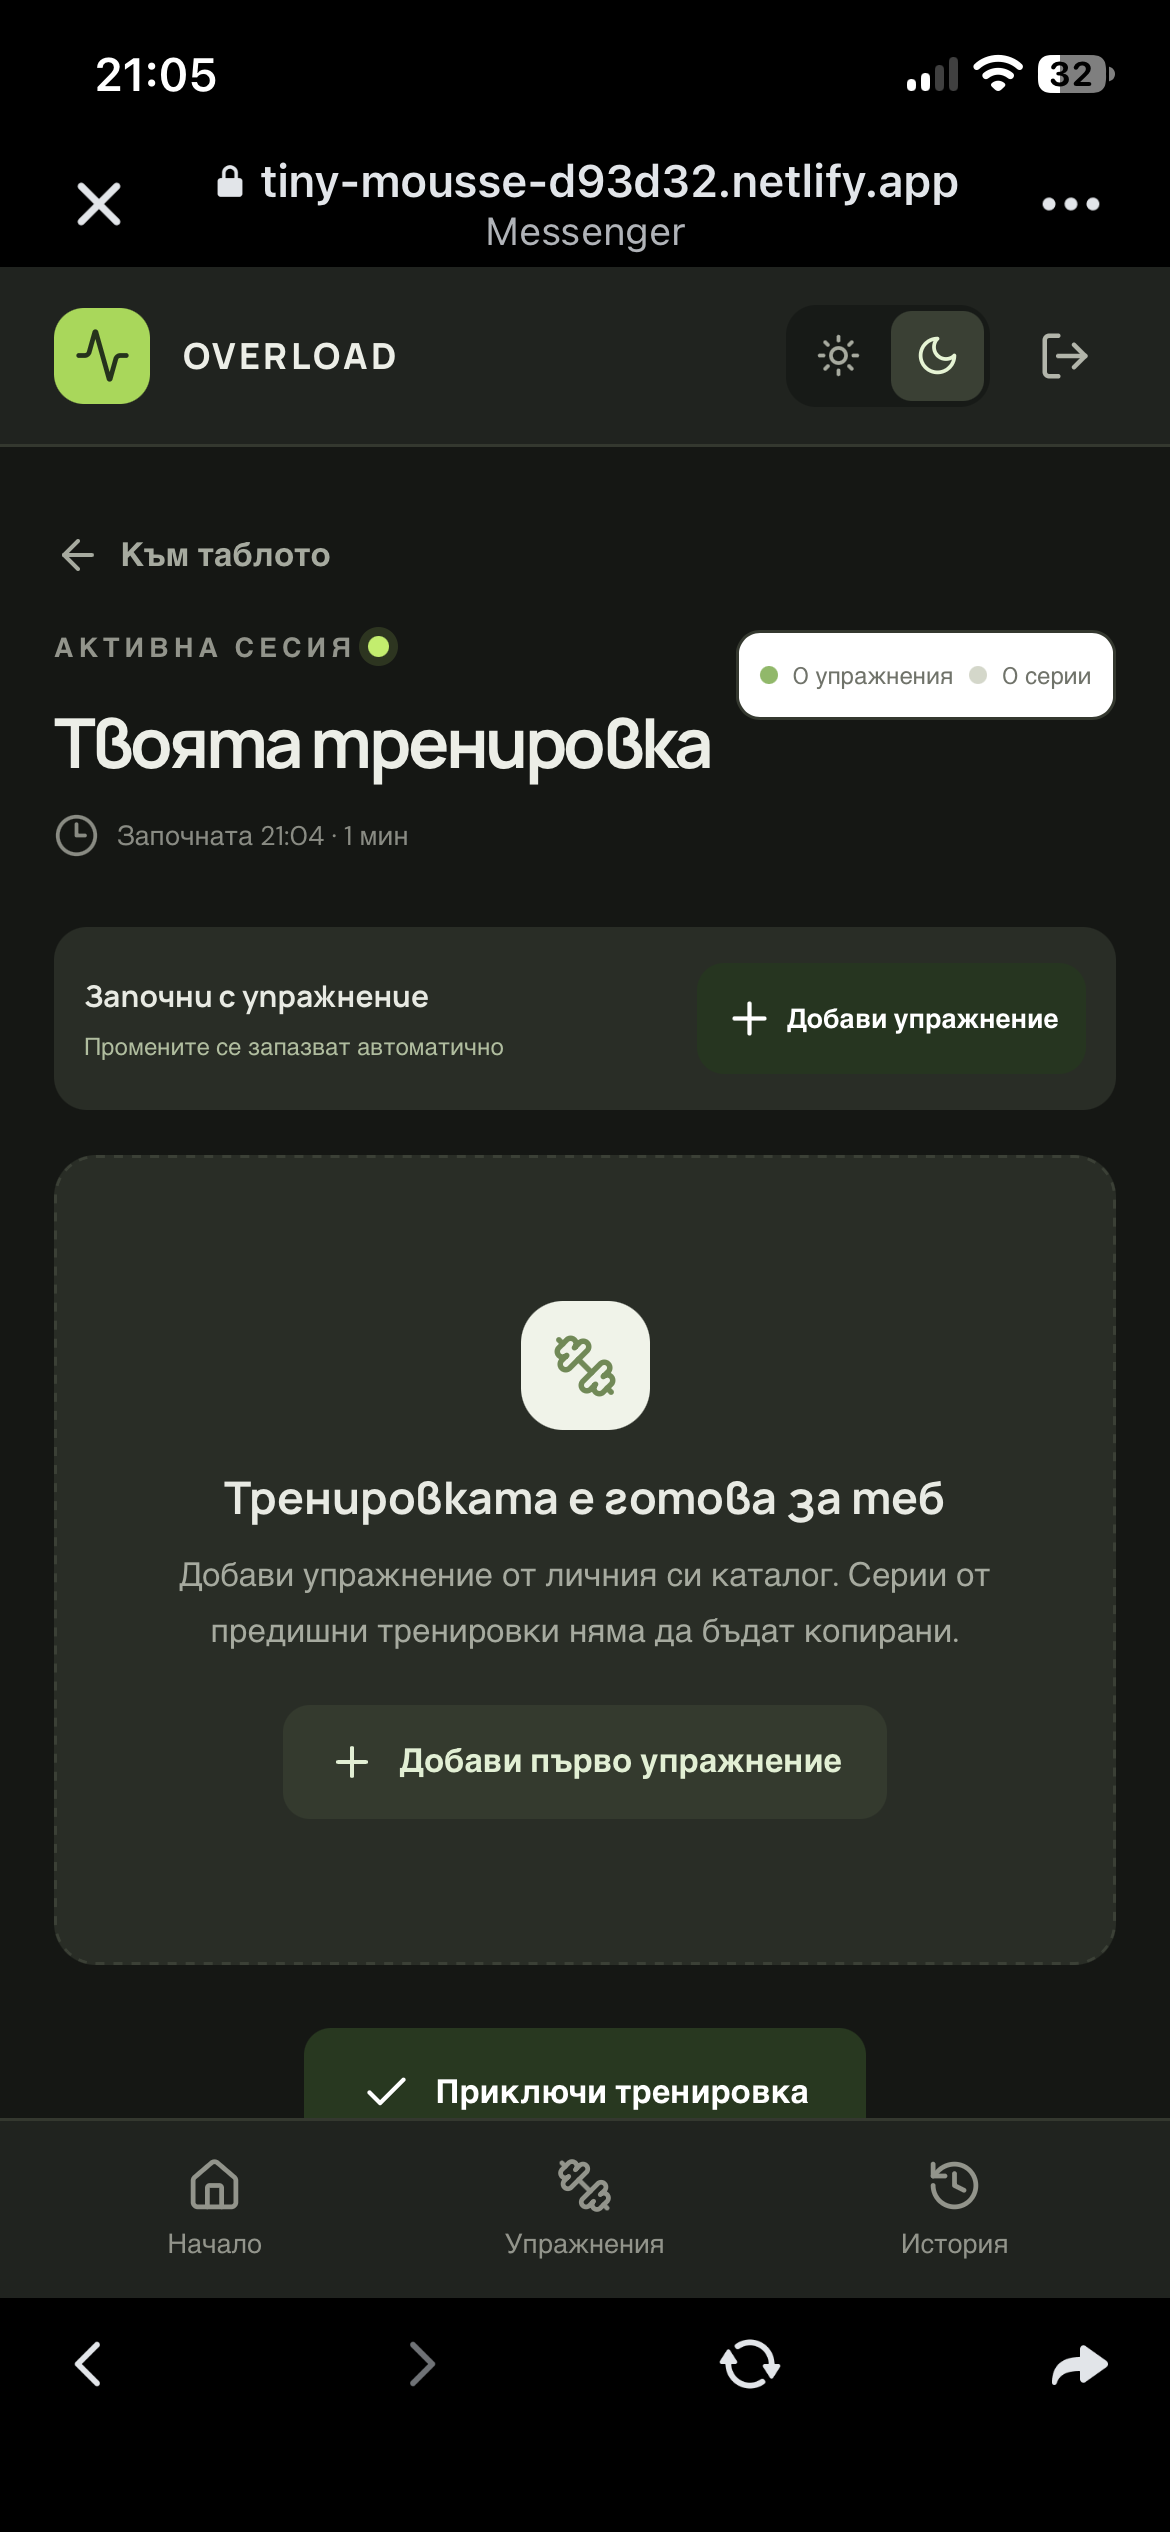 21:05
32
tiny-mousse-d93d32.netlify.app
Messenger
OVERLOAD
Към таблото
АКТИВНА СЕСИЯ
0 упражнения 0 серии
Твоята тренировка
Започната 21:04 · 1 мин
Започни с упражнение
Промените се запазват автоматично
Добави упражнение
Тренировката е готова за теб
Добави упражнение от личния си каталог. Серии от
предишни тренировки няма да бъдат копирани.
Добави първо упражнение
Приключи тренировка
Начало
Упражнения
История